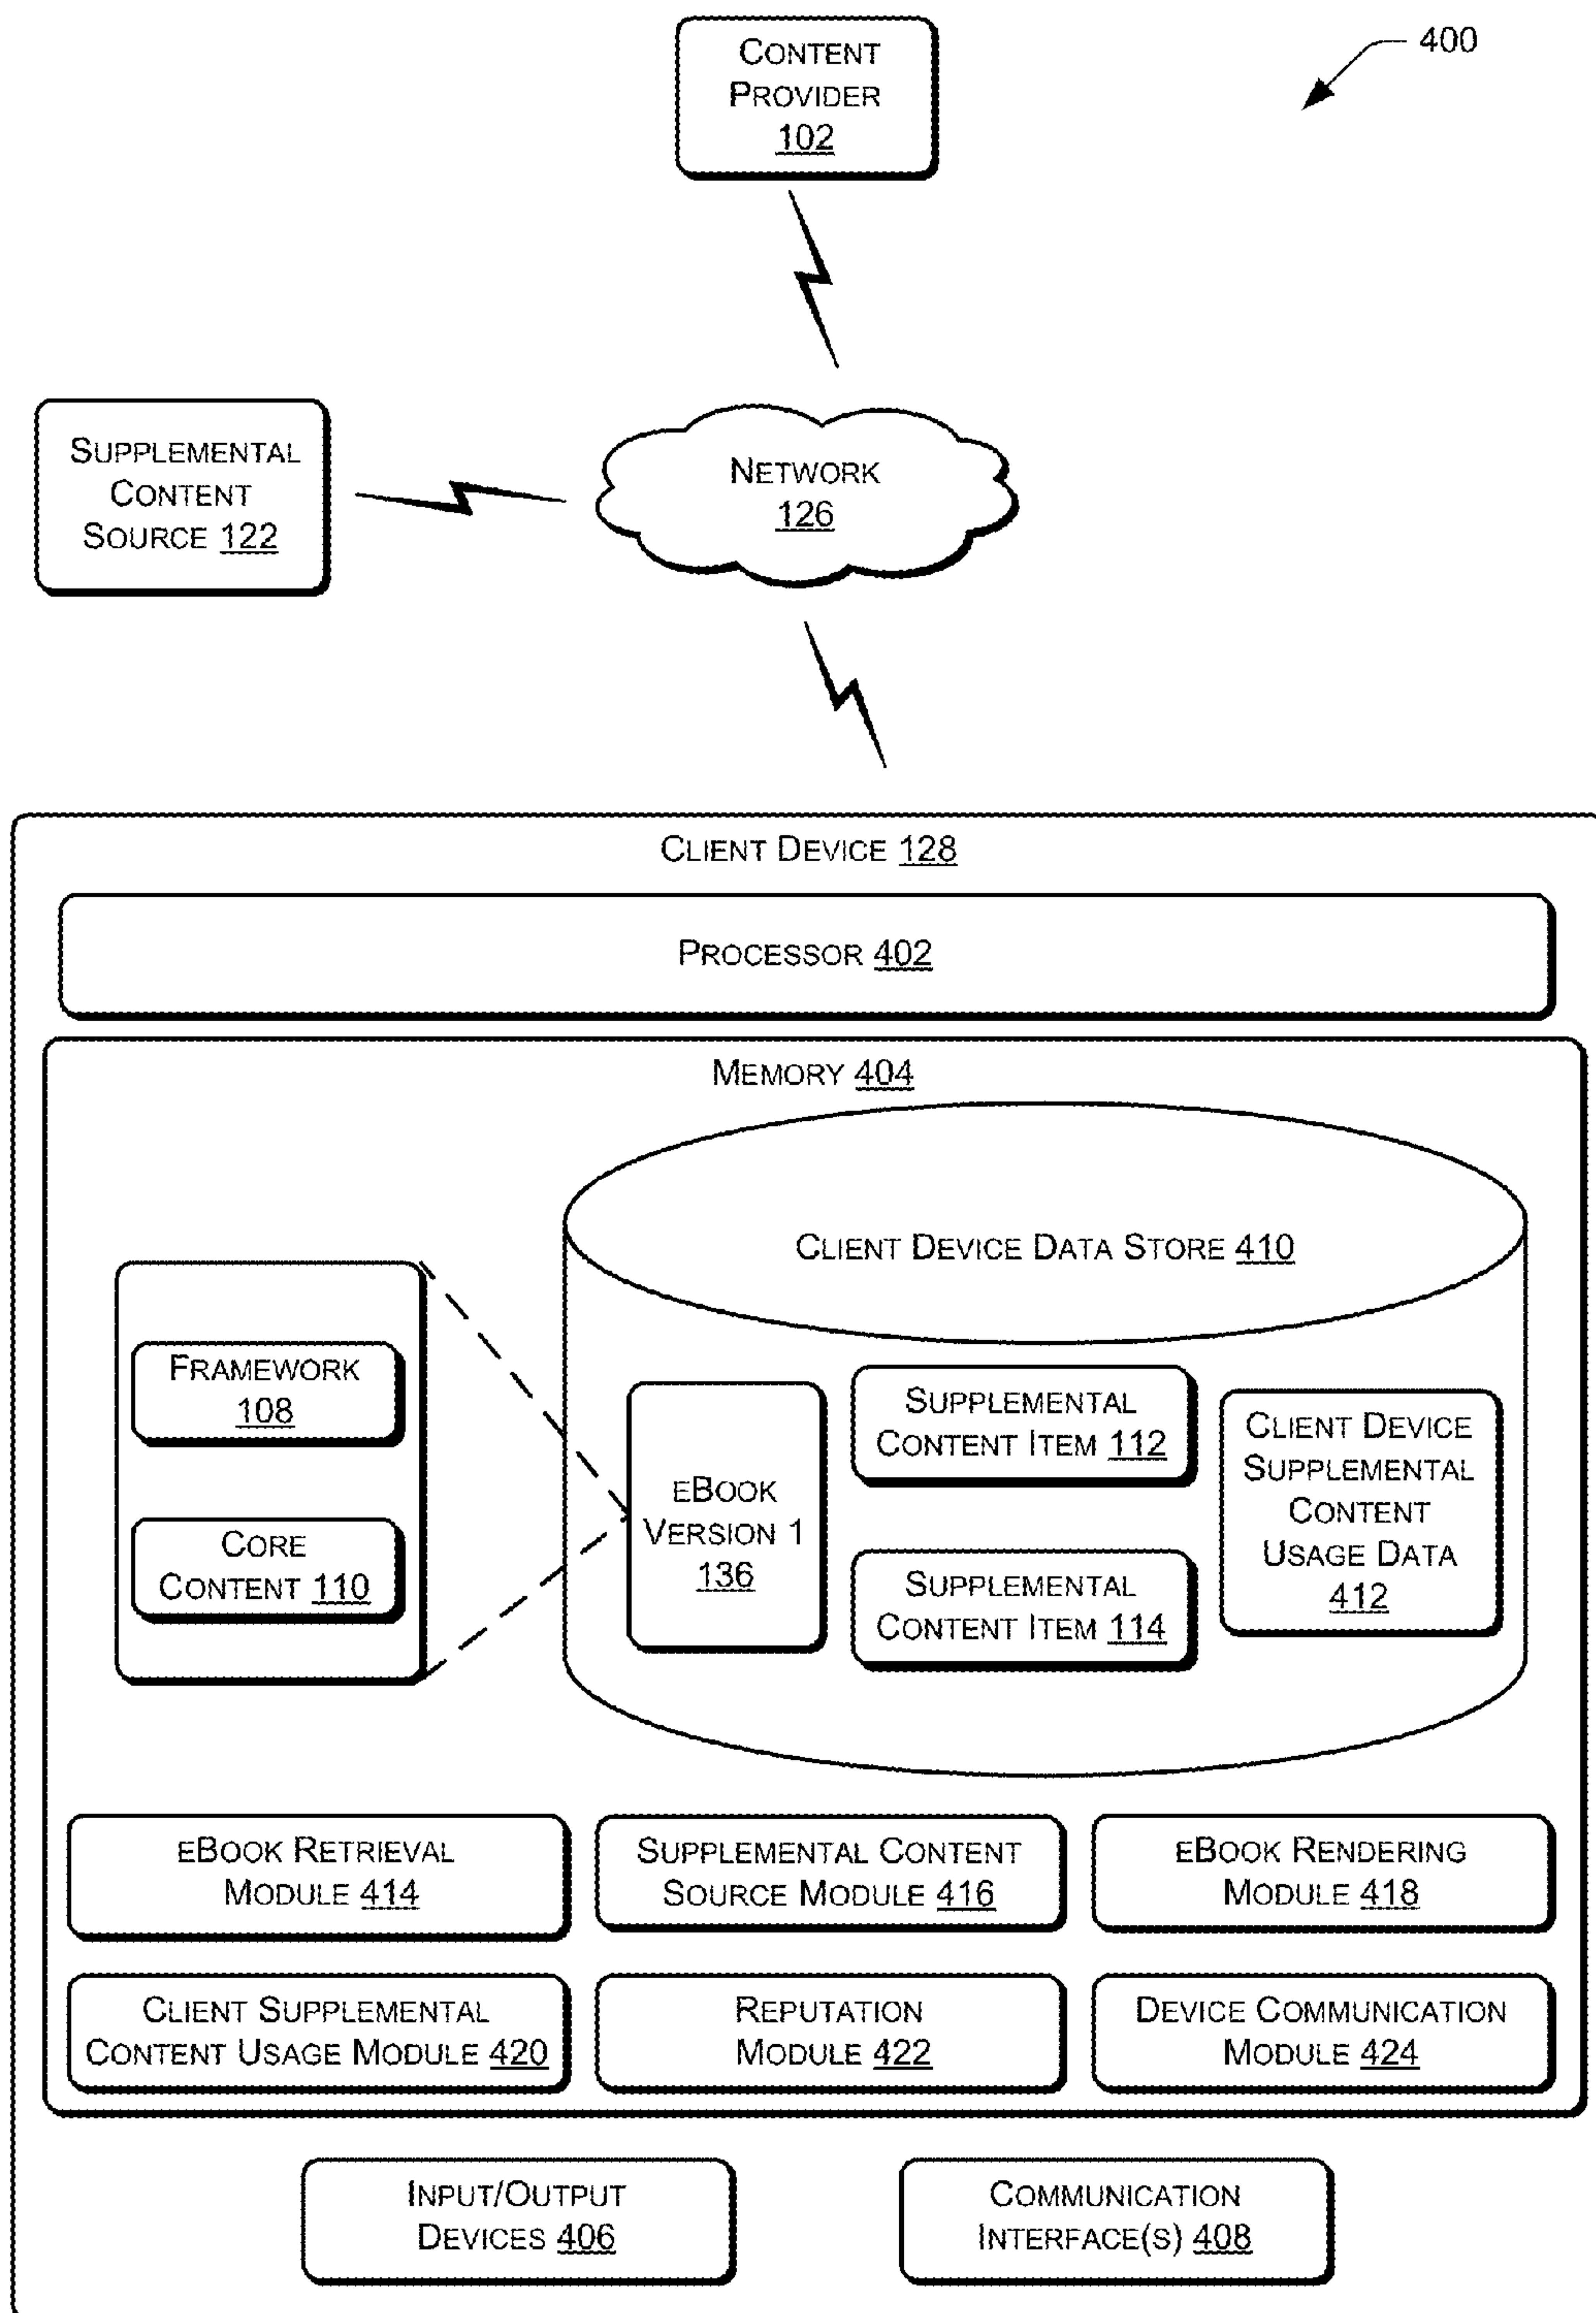 400
CONTENT
PROVIDER
102
SUPPLEMENTAL
CONTENT
SOURCE 122
NETWORK
126
CLIENT DEVICE 128
PROCESSOR 402
MEMORY 404
CLIENT DEVICE DATA STORE 410
FRAMEWORK
108
CORE
CONTENT 110
EBOOK
VERSION 1
136
SUPPLEMENTAL
CONTENT ITEM 112
SUPPLEMENTAL
CONTENT ITEM 114
CLIENT DEVICE
SUPPLEMENTAL
CONTENT
USAGE DATA
412
EBOOK RETRIEVAL
MODULE 414
SUPPLEMENTAL CONTENT
SOURCE MODULE 416
EBOOK RENDERING
MODULE 418
CLIENT SUPPLEMENTAL
CONTENT USAGE MODULE 420
REPUTATION
MODULE 422
DEVICE COMMUNICATION
MODULE 424
INPUT/OUTPUT
DEVICES 406
COMMUNICATION
INTERFACE(S) 408